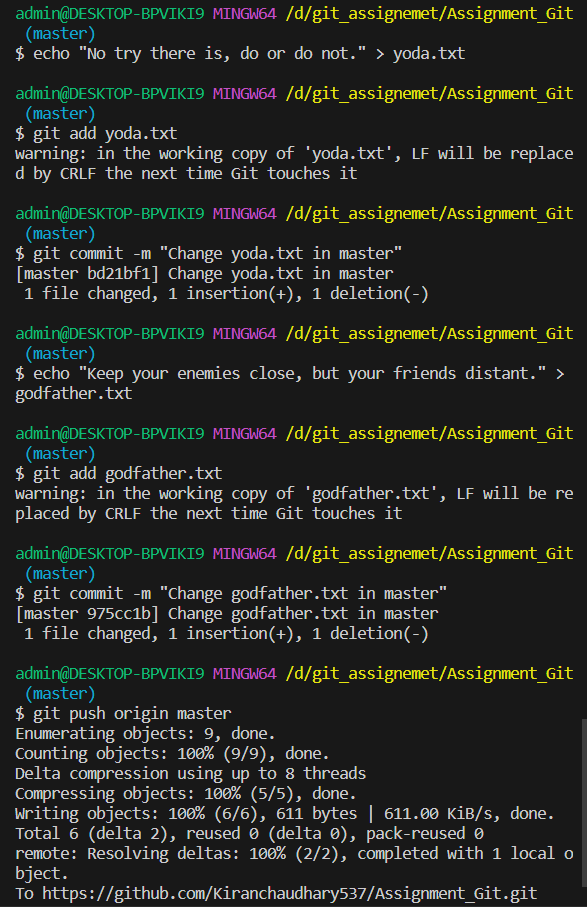 admin@DESKTOP-BPVIKI9 MINGW64 /d/git_assignemet/Assignment_Git
(master)
$ echo "No try there is, do or do not." > yoda.txt
admin@DESKTOP-BPVIKI9 MINGW64 /d/git_assignemet/Assignment_Git
(master)
$ git add yoda.txt
warning: in the working copy of 'yoda.txt', LF will be replace
d by CRLF the next time Git touches it
admin@DESKTOP-BPVIKI9 MINGW64 /d/git_assignemet/Assignment_Git
(master)
$ git commit -m "Change yoda.txt in master"
[master bd21bf1] Change yoda.txt in master
1 file changed, 1 insertion(+), 1 deletion(-)
admin@DESKTOP-BPVIKI9 MINGW64 /d/git_assignemet/Assignment_Git
(master)
$ echo "Keep your enemies close, but your friends distant." >
godfather.txt
admin@DESKTOP-BPVIKI9 MINGW64 /d/git_assignemet/Assignment_Git
(master)
$ git add godfather.txt
warning: in the working copy of 'godfather.txt', LF will be re
placed by CRLF the next time Git touches it
admin@DESKTOP-BPVIKI9 MINGW64 /d/git_assignemet/Assignment_Git
(master)
$ git commit -m "Change godfather.txt in master"
[master 975cc1b] Change godfather.txt in master
1 file changed, 1 insertion(+), 1 deletion(-)
admin@DESKTOP-BPVIKI9 MINGW64 /d/git_assignemet/Assignment_Git
(master)
$ git push origin master
Enumerating objects: 9, done.
Counting objects: 100% (9/9), done.
Delta compression using up to 8 threads
Compressing objects: 100% (5/5), done.
Writing objects: 100% (6/6), 611 bytes | 611.00 KiB/s, done.
Total 6 (delta 2), reused 0 (delta 0), pack-reused 0
remote: Resolving deltas: 100% (2/2), completed with 1 local o
bject.
To https://github.com/Kiranchaudhary537/Assignment_Git.git